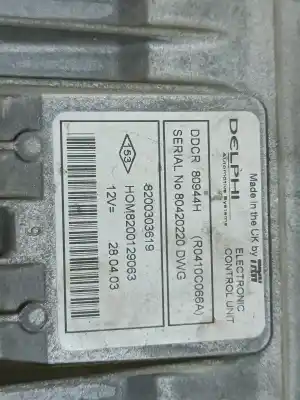 DELPHI
Automotive Systems
Made in the UK by TRW
ELECTRONIC
CONTROL UNIT
DDCR 80944H (R0410C066A)
SERIAL No 80420220 DWG
153
8200303619
HOM8200129063
12V= 28.04.03